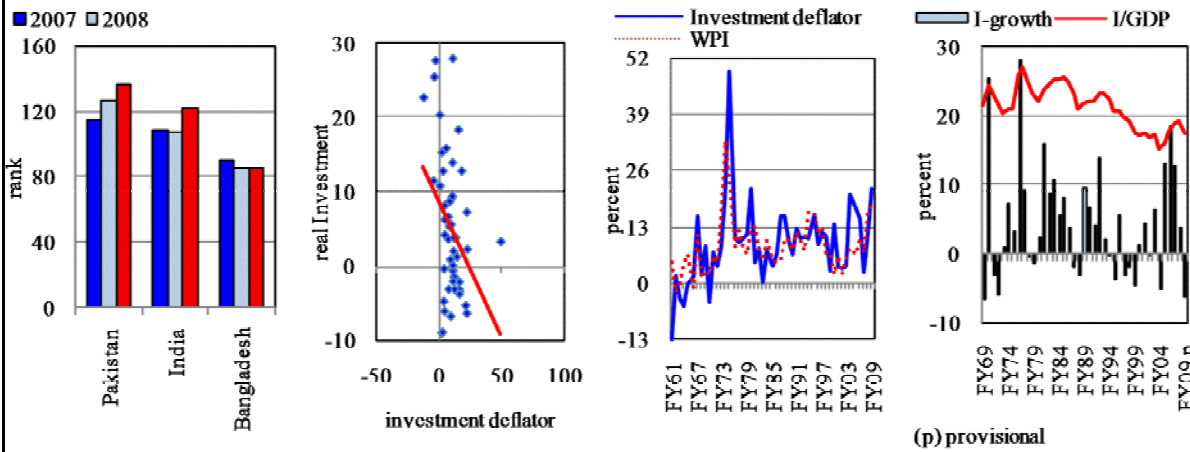 2007 2008
160
120
80
40
0
rank
Pakistan
India
Bangladesh
30
20
10
0
-10
real Investment
-50 0 50 100
investment deflator
Investment deflator
WPI
52
39
26
13
0
-13
percent
FY61
FY67
FY73
FY79
FY85
FY91
FY97
FY03
FY09
I-growth I/GDP
30
20
10
0
-10
percent
FY69
FY74
FY79
FY84
FY89
FY94
FY99
FY04
FY09 p
(p) provisional